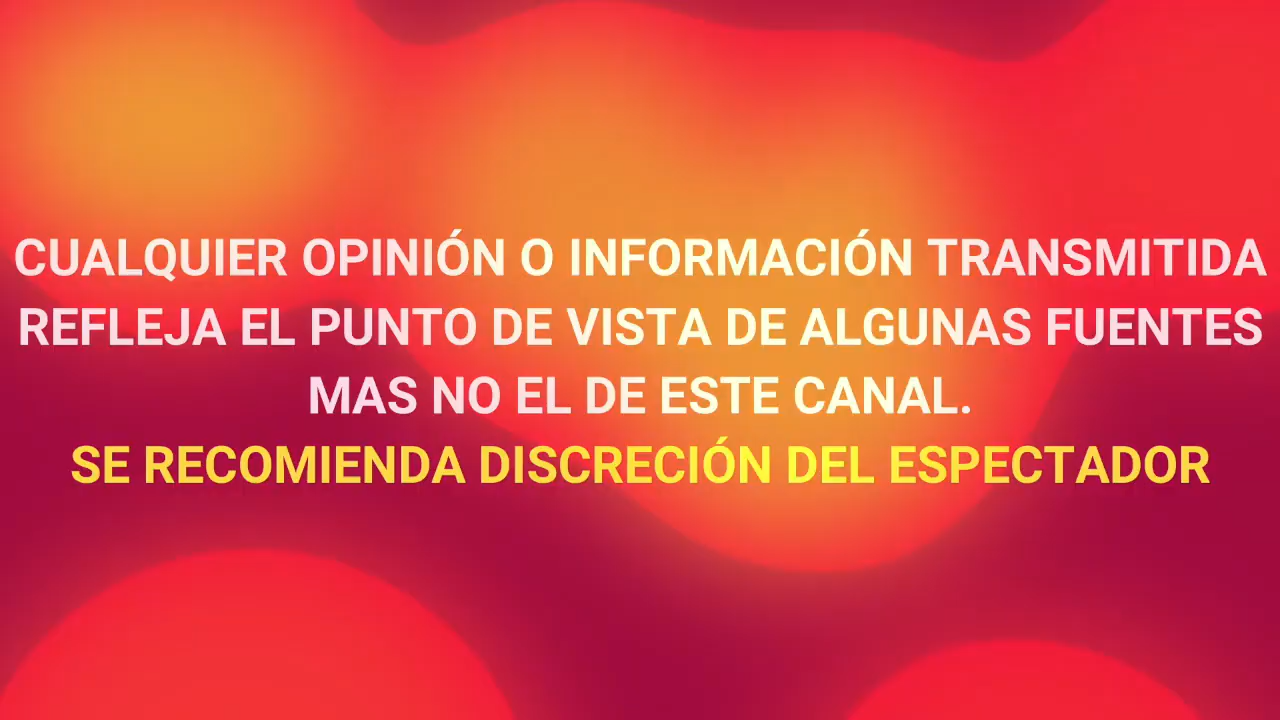 CUALQUIER OPINIÓN O INFORMACIÓN TRANSMITIDA
REFLEJA EL PUNTO DE VISTA DE ALGUNAS FUENTES
MAS NO EL DE ESTE CANAL.
SE RECOMIENDA DISCRECIÓN DEL ESPECTADOR